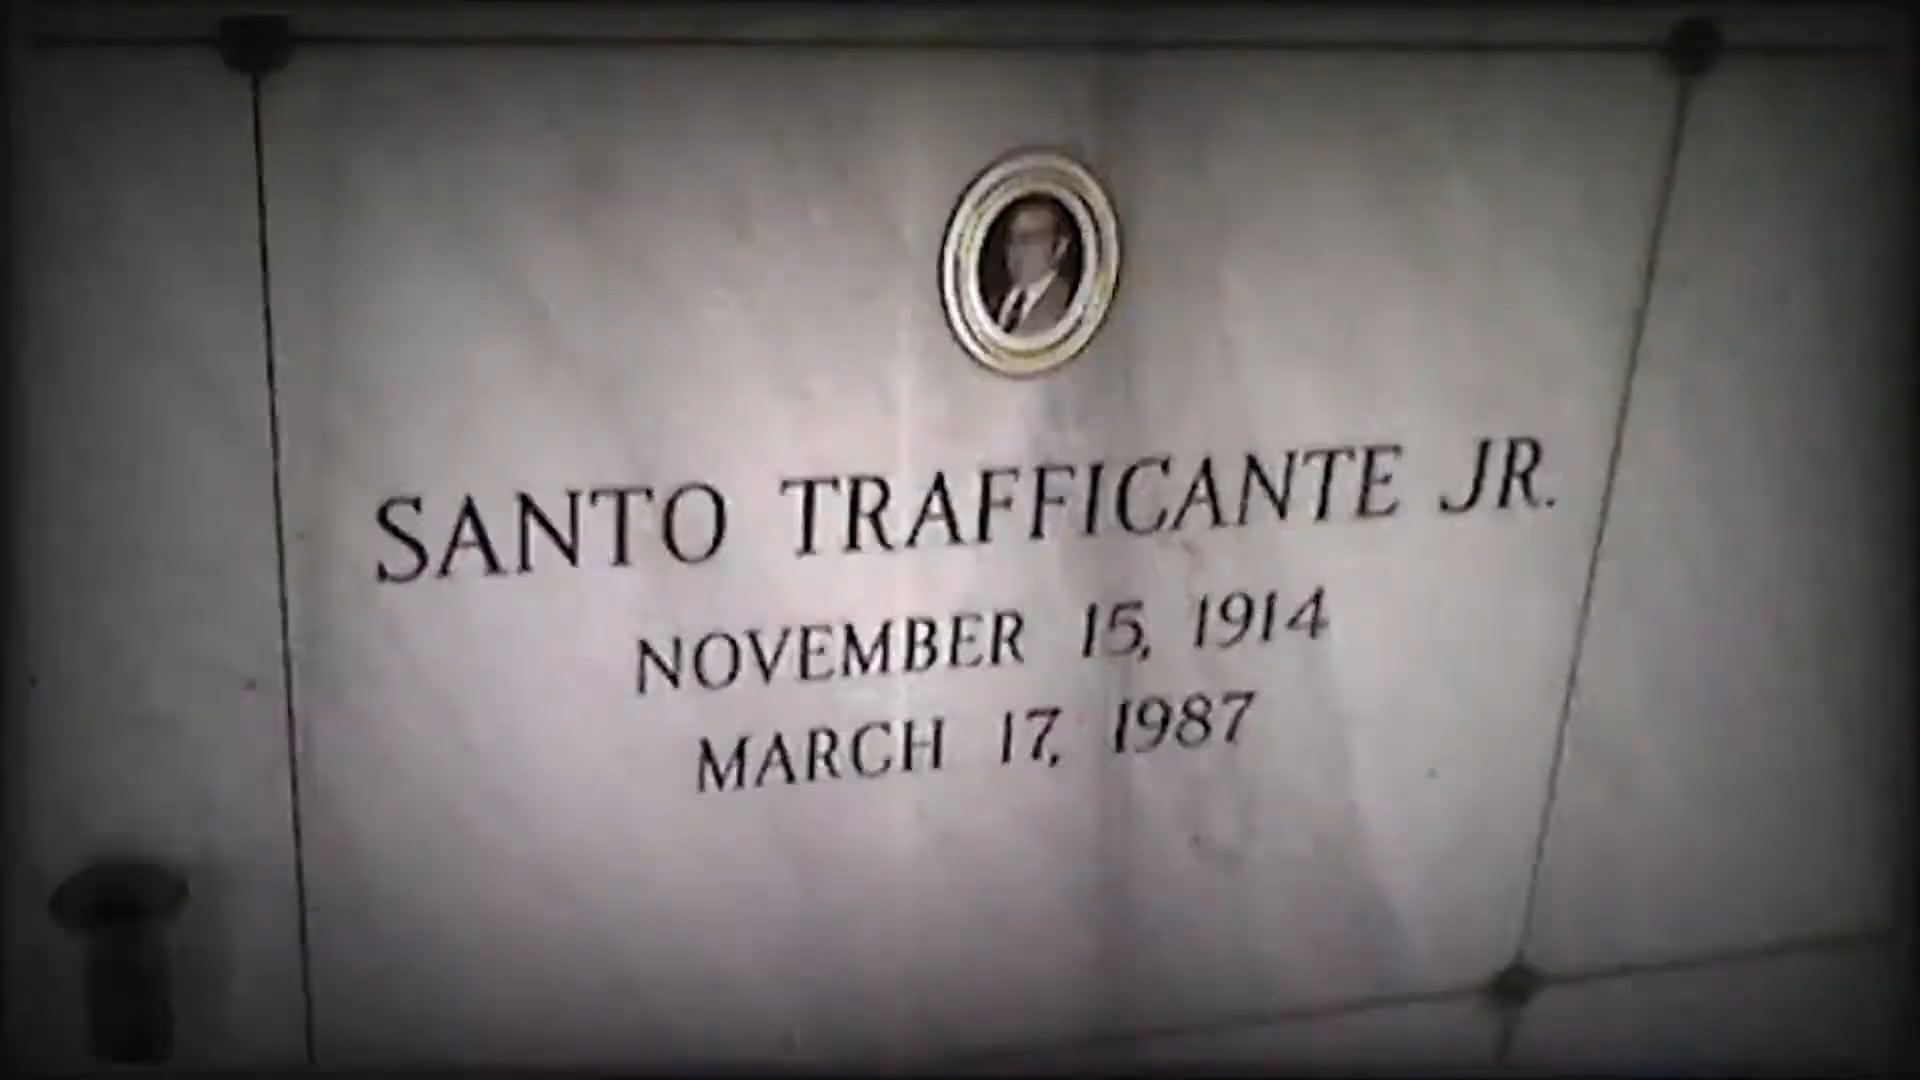 SANTO TRAFFICANTE JR.
NOVEMBER 15, 1914
MARCH 17, 1987